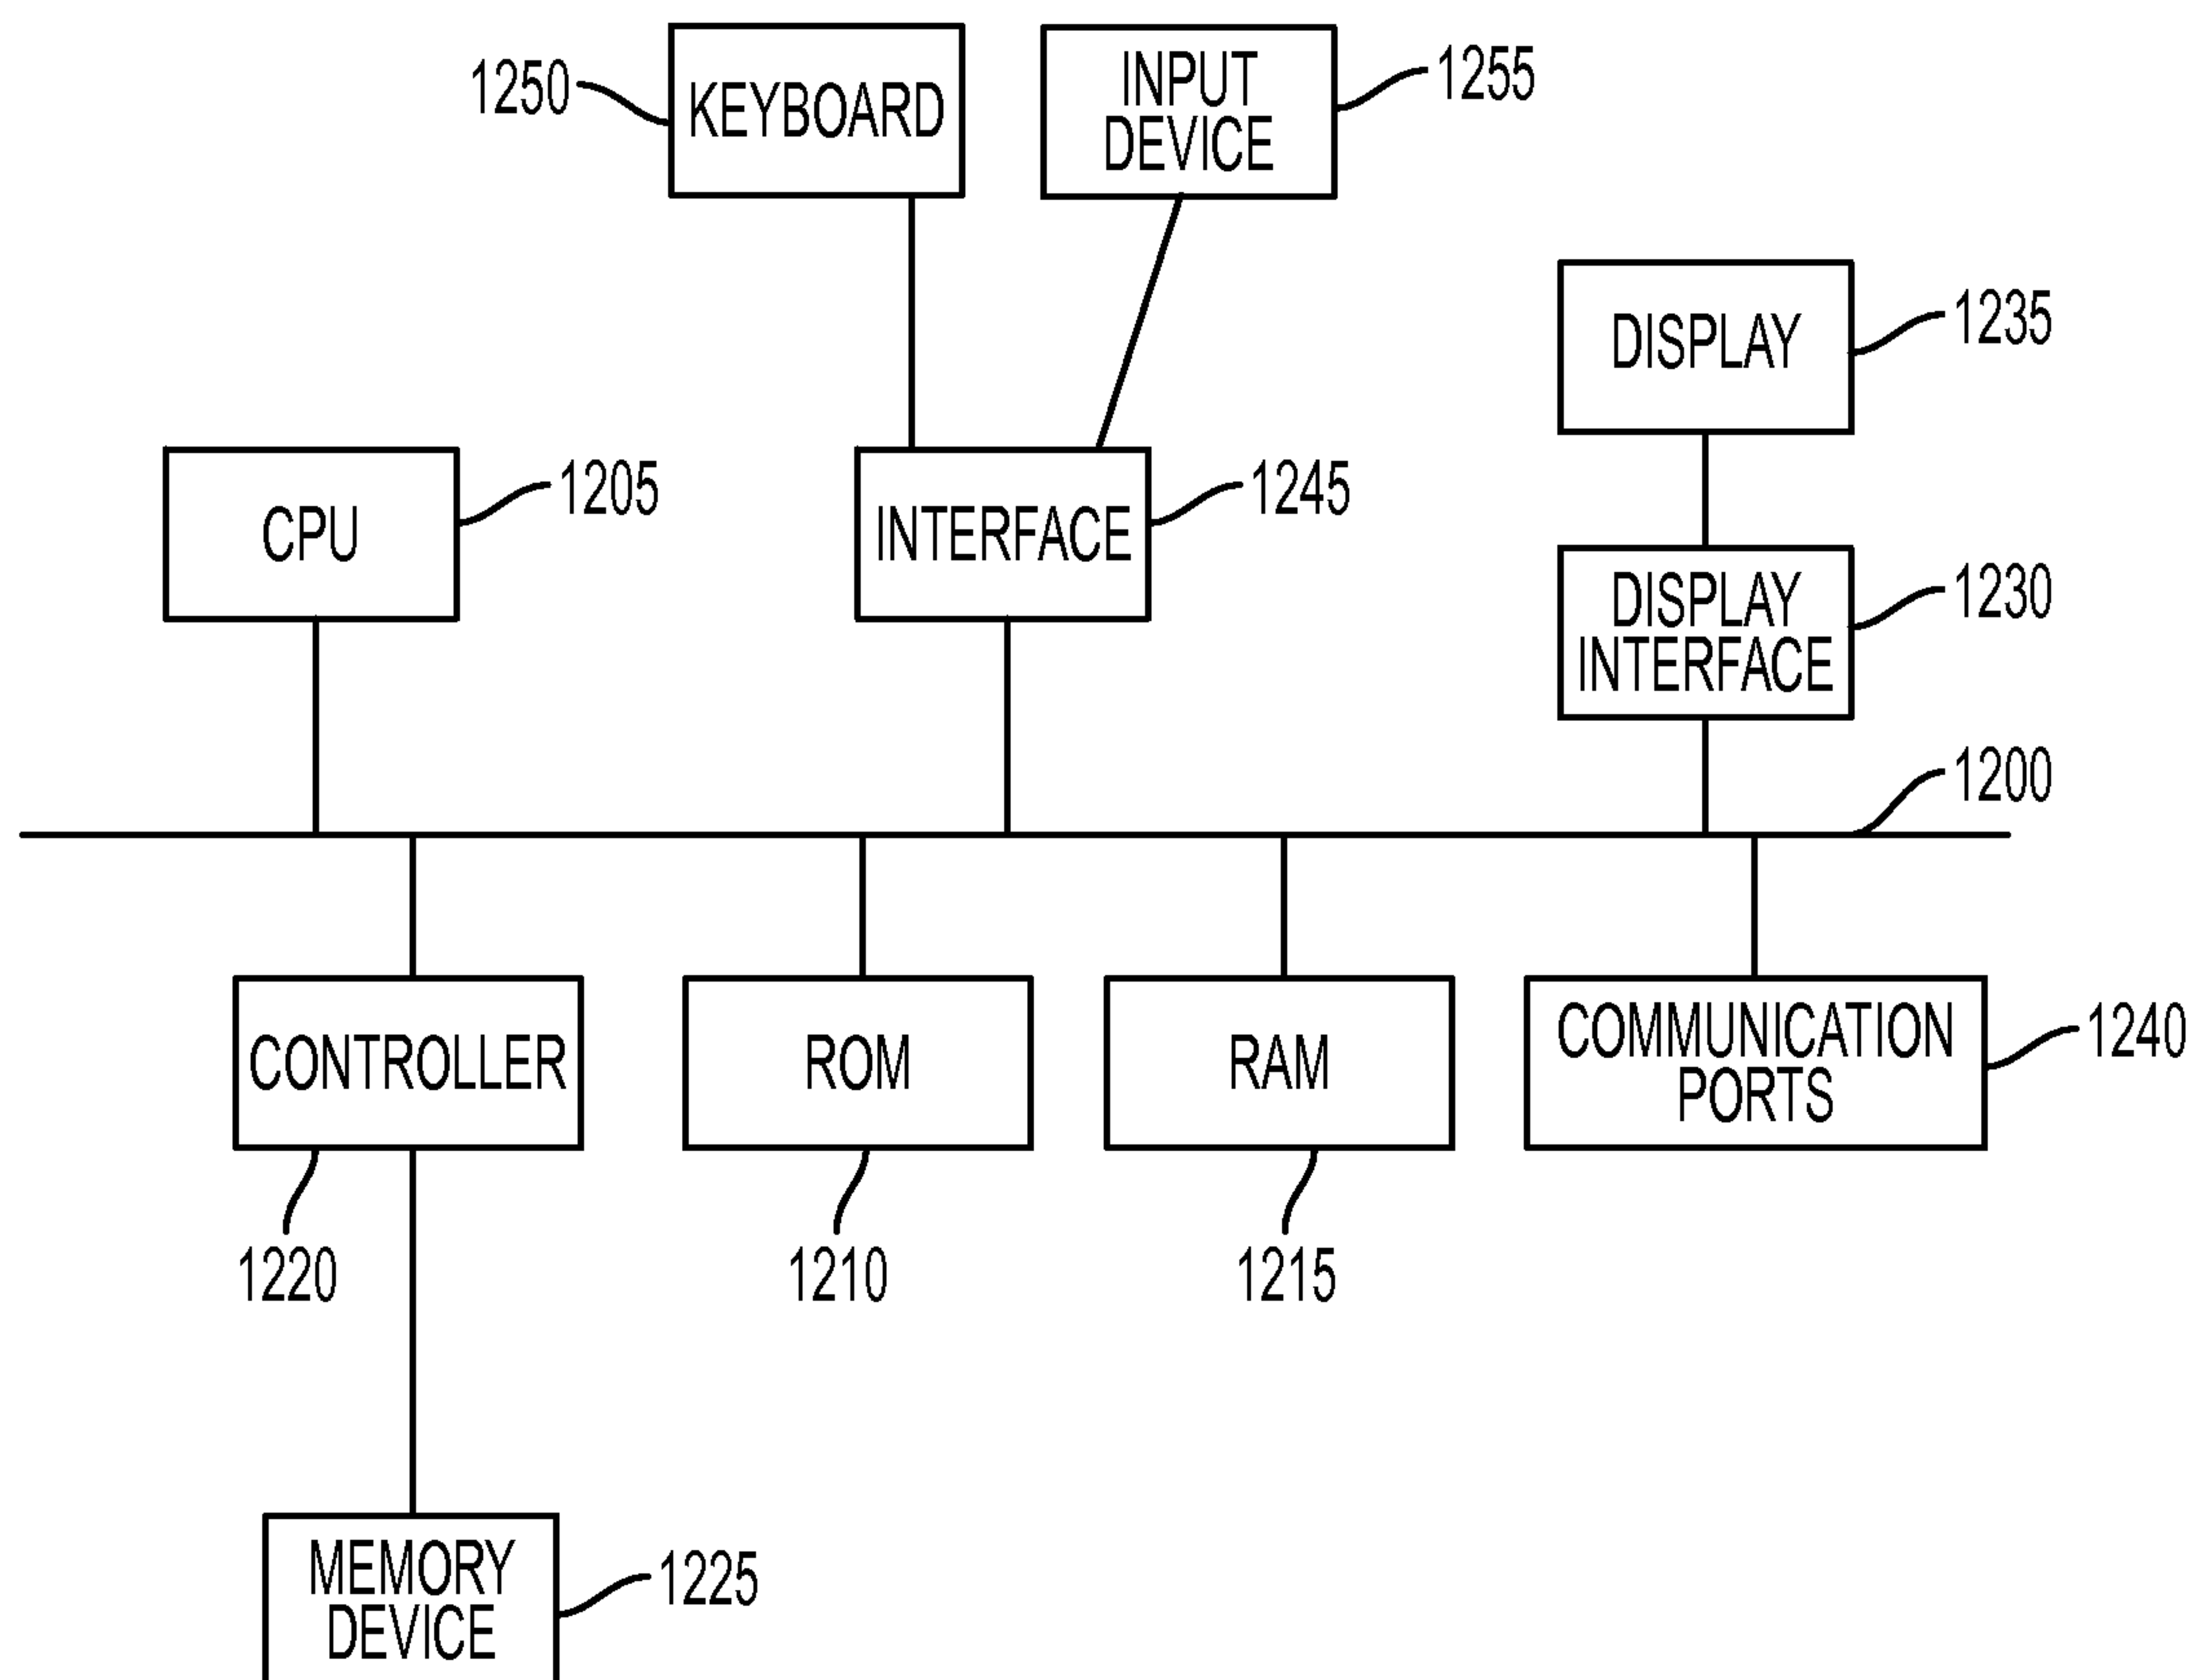 1250
KEYBOARD
INPUT
DEVICE
1255
DISPLAY
1235
CPU
1205
INTERFACE
1245
DISPLAY
INTERFACE
1230
1200
CONTROLLER
ROM
RAM
COMMUNICATION
PORTS
1240
1220
1210
1215
MEMORY
DEVICE
1225